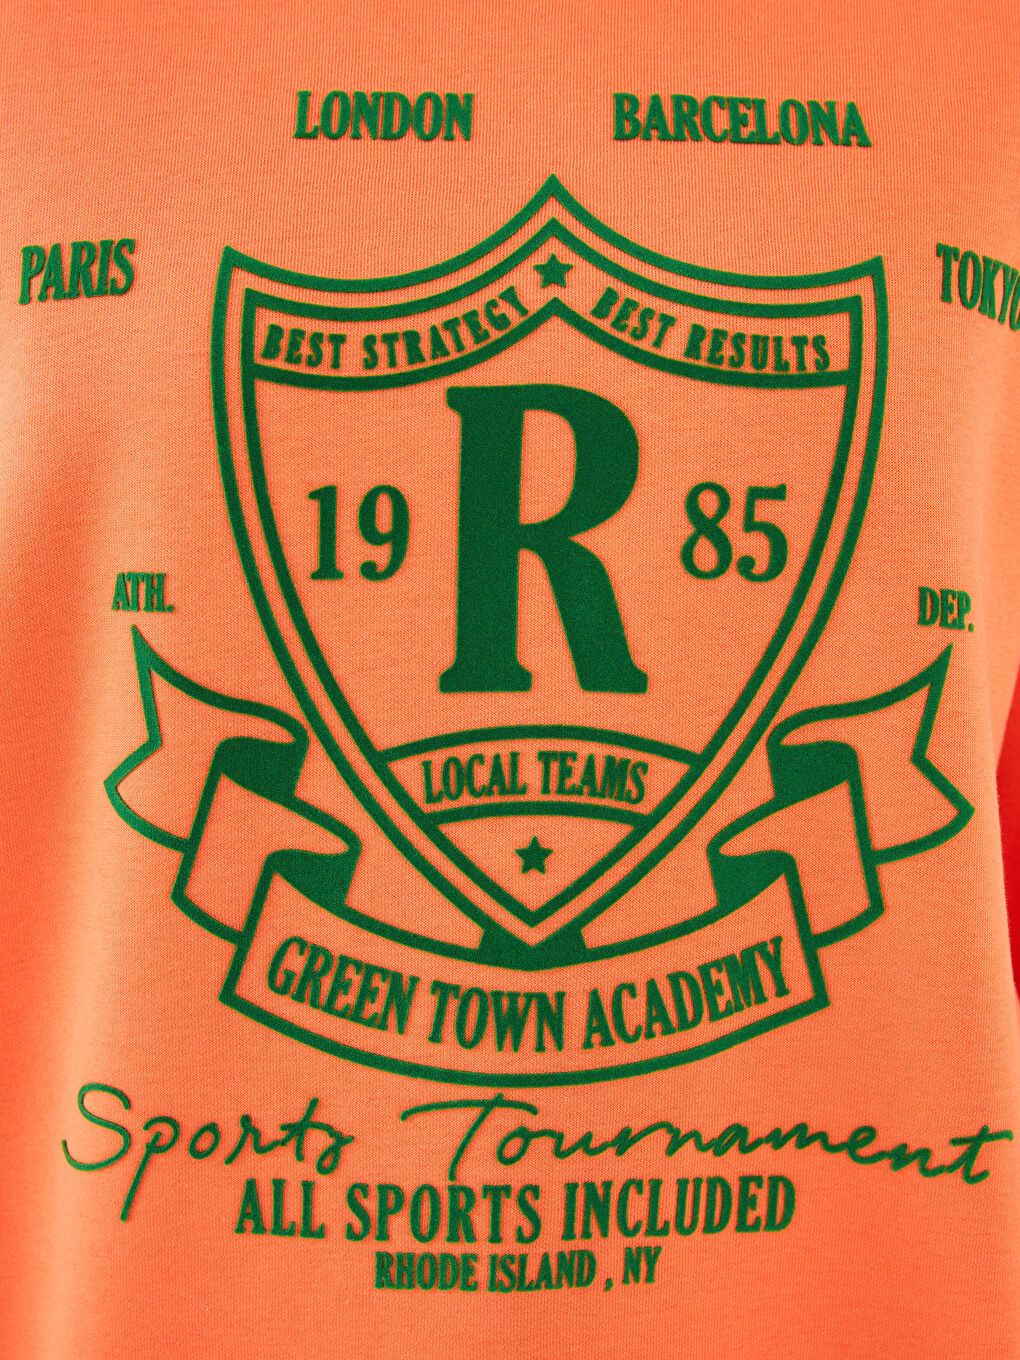 LONDON BARCELONA
PARIS TOKYO
BEST STRATEGY BEST RESULTS
R
19 85
ATH. DEP.
LOCAL TEAMS
GREEN TOWN ACADEMY
Sports Tournament
ALL SPORTS INCLUDED
RHODE ISLAND , NY